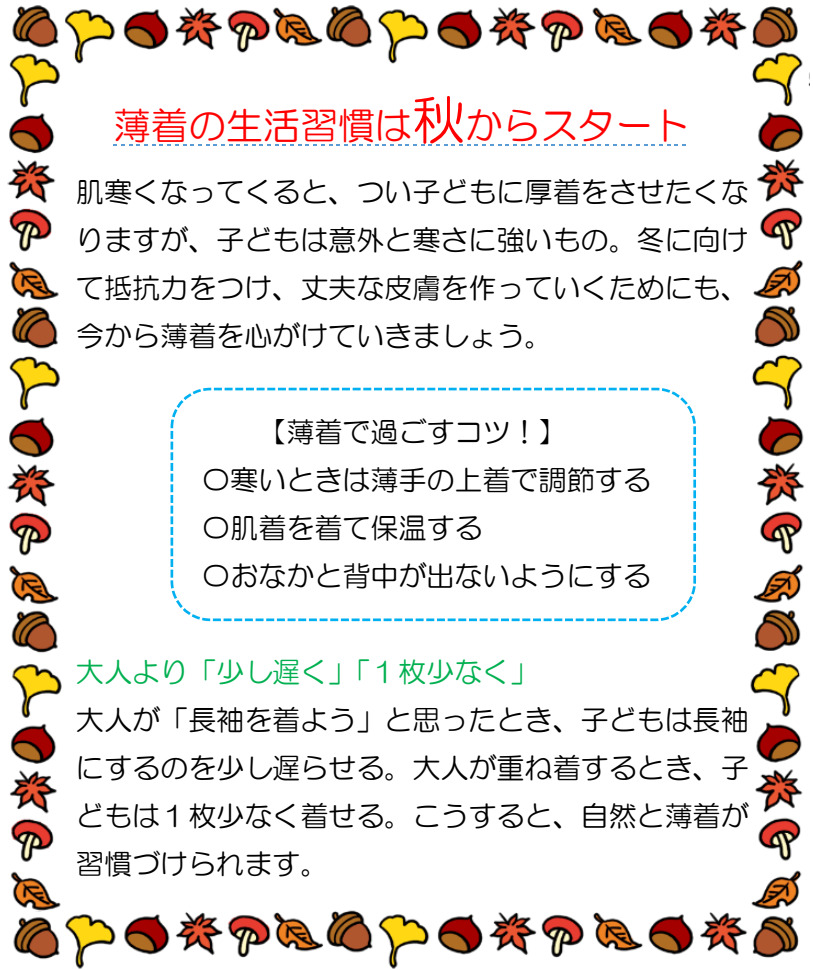 薄着の生活習慣は秋からスタート
肌寒くなってくると、つい子どもに厚着をさせたくな
りますが、子どもは意外と寒さに強いもの。冬に向け
て抵抗力をつけ、丈夫な皮膚を作っていくためにも、
今から薄着を心がけていきましょう。
【薄着で過ごすコツ!】
〇寒いときは薄手の上着で調節する
〇肌着を着て保温する
〇おなかと背中が出ないようにする
大人より「少し遅く」「1枚少なく」
大人が「長袖を着よう」と思ったとき、子どもは長袖
にするのを少し遅らせる。大人が重ね着するとき、子
どもは1枚少なく着せる。こうすると、自然と薄着が
習慣づけられます。